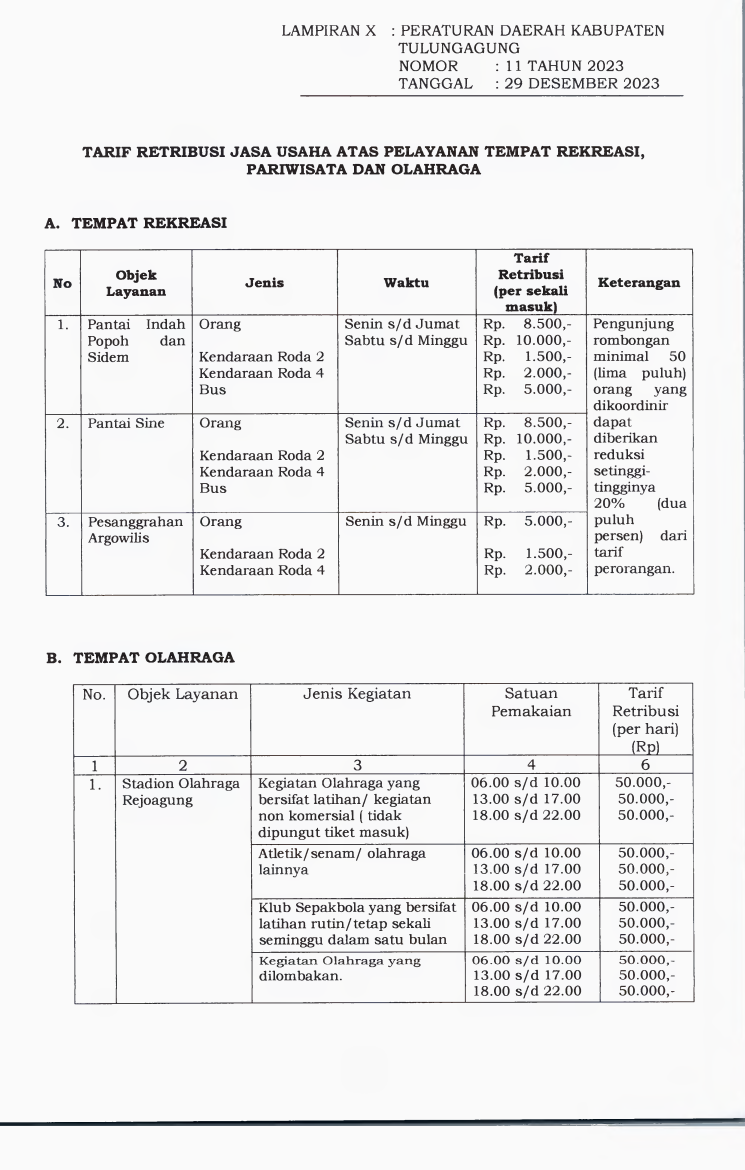 LAMPIRAN X : PERATURAN DAERAH KABUPATEN
TULUNGAGUNG
NOMOR : 11 TAHUN 2023
TANGGAL : 29 DESEMBER 2023
TARIF RETRIBUSI JASA USAHA ATAS PELAYANAN TEMPAT REKREASI,
PARIWISATA DAN OLAHRAGA
A. TEMPAT REKREASI
No Objek Layanan Jenis Waktu Tarif Retribusi (per sekali masuk) Keterangan
1. Pantai Indah Orang Senin s/d Jumat Rp. 8.500,- Pengunjung
Popoh dan Sabtu s/d Minggu Rp. 10.000,- rombongan
Sidem Kendaraan Roda 2 Rp. 1.500,- minimal 50
Kendaraan Roda 4 Rp. 2.000,- (lima puluh)
Bus Rp. 5.000,- orang yang
dikoordinir
2. Pantai Sine Orang Senin s/d Jumat Rp. 8.500,- dapat
Sabtu s/d Minggu Rp. 10.000,- diberikan
Kendaraan Roda 2 Rp. 1.500,- reduksi
Kendaraan Roda 4 Rp. 2.000,- setinggi-
Bus Rp. 5.000,- tingginya
20% (dua
3. Pesanggrahan Orang Senin s/d Minggu Rp. 5.000,- puluh
Argowilis persen) dari
Kendaraan Roda 2 Rp. 1.500,- tarif
Kendaraan Roda 4 Rp. 2.000,- perorangan.
B. TEMPAT OLAHRAGA
No. Objek Layanan Jenis Kegiatan Satuan Tarif
Pemakaian Retribusi
(per hari)
(Rp)
1 2 3 4 6
1. Stadion Olahraga Kegiatan Olahraga yang 06.00 s/d 10.00 50.000,-
Rejoagung bersifat latihan/ kegiatan 13.00 s/d 17.00 50.000,-
non komersial ( tidak 18.00 s/d 22.00 50.000,-
dipungut tiket masuk)
Atletik/senam/ olahraga 06.00 s/d 10.00 50.000,-
lainnya 13.00 s/d 17.00 50.000,-
18.00 s/d 22.00 50.000,-
Klub Sepakbola yang bersifat 06.00 s/d 10.00 50.000,-
latihan rutin/tetap sekali 13.00 s/d 17.00 50.000,-
seminggu dalam satu bulan 18.00 s/d 22.00 50.000,-
Kegiatan Olahraga yang 06.00 s/d 10.00 50.000,-
dilombakan. 13.00 s/d 17.00 50.000,-
18.00 s/d 22.00 50.000,-